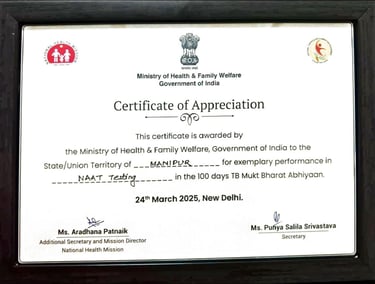 Ministry of Health & Family Welfare
Government of India
Certificate of Appreciation
This certificate is awarded by
the Ministry of Health & Family Welfare, Government of India to the
State/Union Territory of MANIPUR for exemplary performance in
NAAT Testing in the 100 days TB Mukt Bharat Abhiyaan.
24th March 2025, New Delhi.
Ms. Aradhana Patnaik
Additional Secretary and Mission Director
National Health Mission
Ms. Punya Salila Srivastava
Secretary